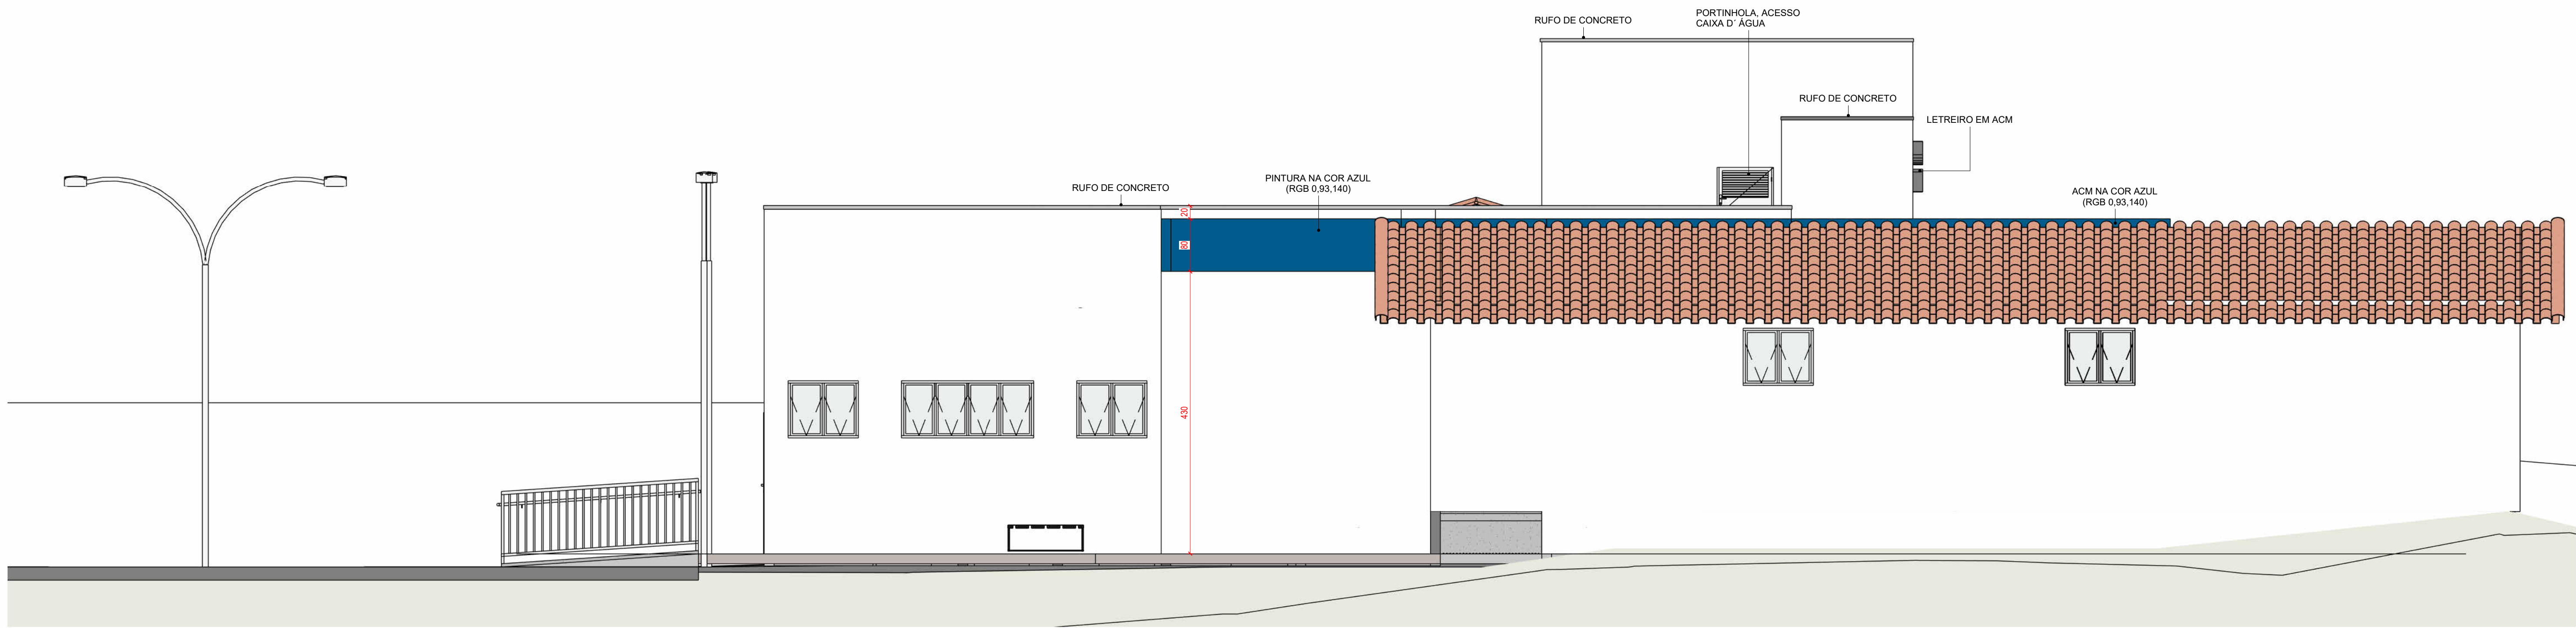 RUFO DE CONCRETO
PORTINHOLA, ACESSO
CAIXA D´ ÁGUA
RUFO DE CONCRETO
LETREIRO EM ACM
RUFO DE CONCRETO
PINTURA NA COR AZUL
(RGB 0,93,140)
ACM NA COR AZUL
(RGB 0,93,140)
20
80
430